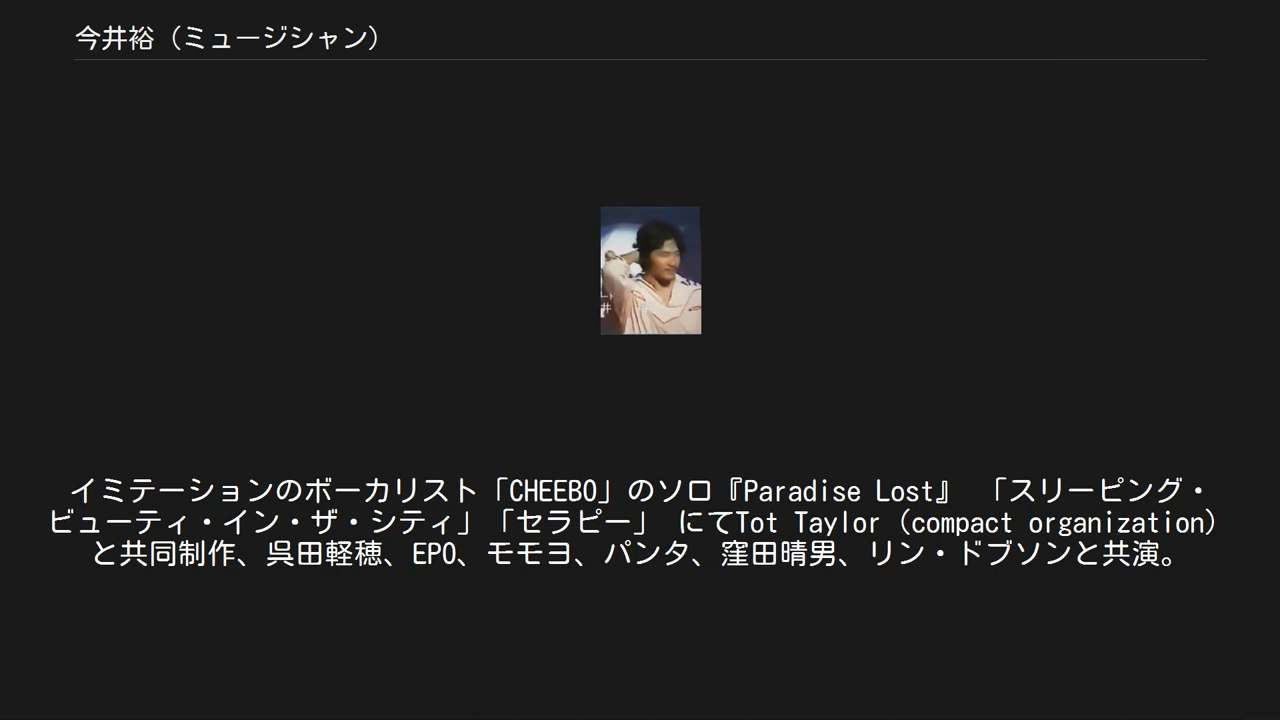 今井裕（ミュージシャン）
ート
井
イミテーションのボーカリスト「CHEEBO」のソロ『Paradise Lost』　「スリーピング・
ビューティ・イン・ザ・シティ」「セラピー」 にてTot Taylor（compact organization）
と共同制作、呉田軽穂、EPO、モモヨ、パンタ、窪田晴男、リン・ドブソンと共演。